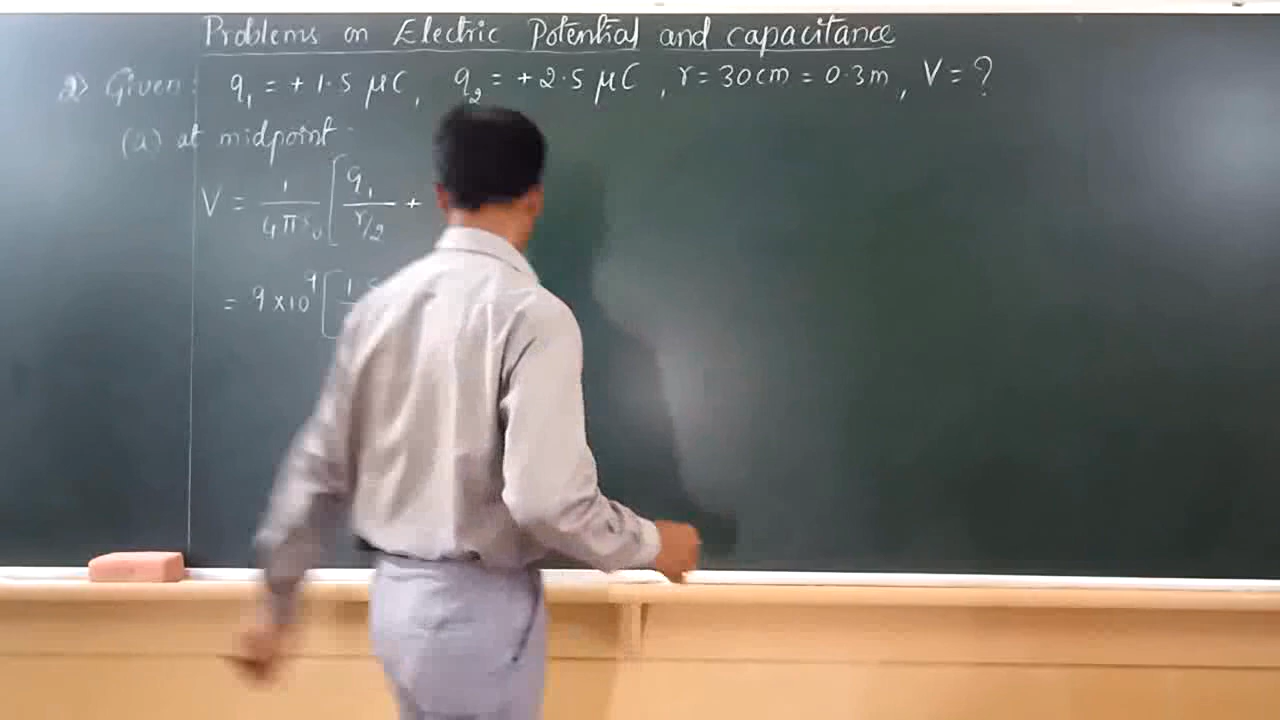 Problems on Electric Potential and capacitance
2) Given: q₁ = +1.5 μC, q₂ = +2.5 μC, r = 30cm = 0.3m, V = ?
(a) at midpoint
V = 1/4πε₀ [q₁/r/2 +
= 9×10⁹ [1.5